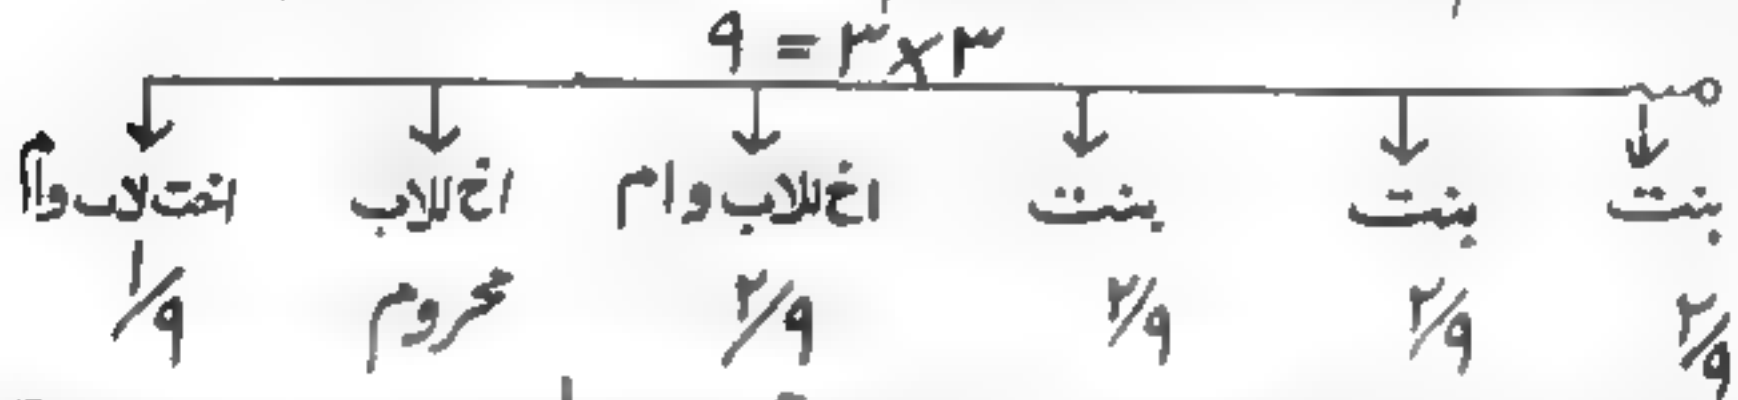 ٣×٣ = ٩
بنت بنت بنت اخ للاب وام اخ للاب اخت لاب وام
٢/٩ ٢/٩ ٢/٩ ٢/٩ محروم ١/٩